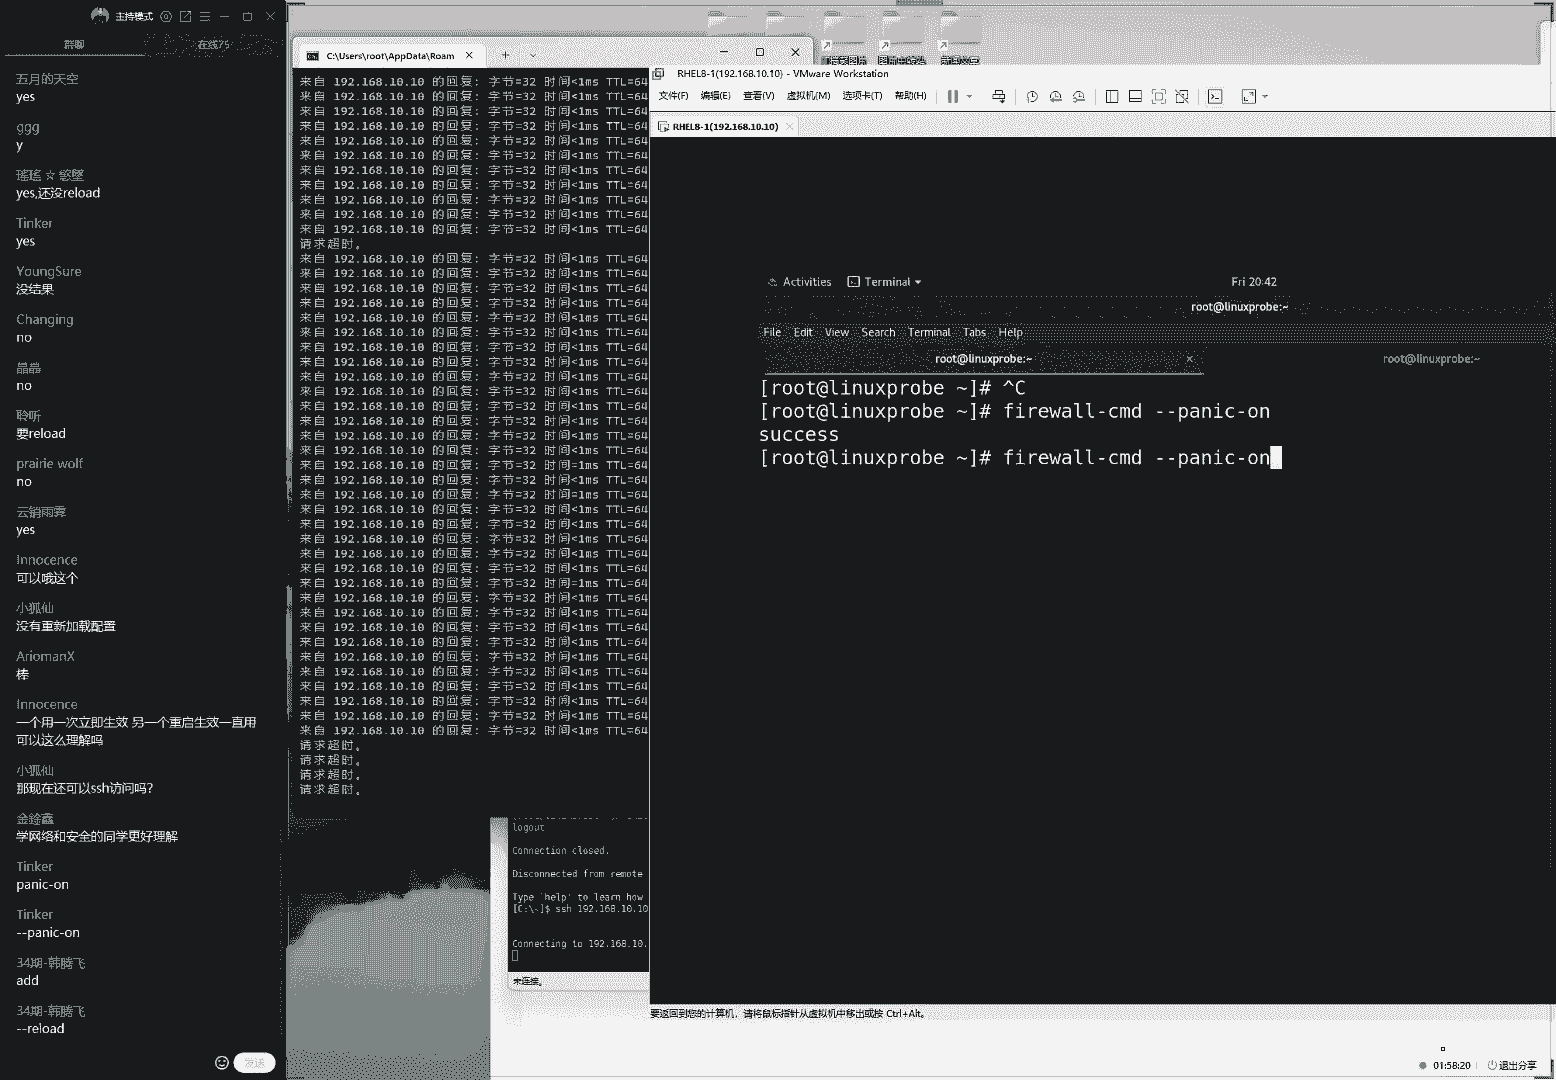 主持模式
群聊
在线75
五月的天空
yes
ggg
y
瑶瑶 ☆
yes,还没reload
Tinker
yes
YoungSure
没结果
Changing
no
晶晶
no
聆听
要reload
prairie wolf
no
云销雨霁
yes
Innocence
可以哦这个
小狐仙
没有重新加载配置
AriomanX
棒
Innocence
一个用一次立即生效 另一个重启生效一直用
可以这么理解吗
小狐仙
那现在还可以ssh访问吗?
学网络和安全的同学更好理解
Tinker
panic-on
Tinker
--panic-on
34期-韩腾飞
add
34期-韩腾飞
--reload
发送
C:\Users\root\AppData\Roam
来自 192.168.10.10 的回复: 字节=32 时间<1ms TTL=64
来自 192.168.10.10 的回复: 字节=32 时间<1ms TTL=64
来自 192.168.10.10 的回复: 字节=32 时间<1ms TTL=64
来自 192.168.10.10 的回复: 字节=32 时间<1ms TTL=64
来自 192.168.10.10 的回复: 字节=32 时间<1ms TTL=64
来自 192.168.10.10 的回复: 字节=32 时间<1ms TTL=64
来自 192.168.10.10 的回复: 字节=32 时间<1ms TTL=64
来自 192.168.10.10 的回复: 字节=32 时间<1ms TTL=64
来自 192.168.10.10 的回复: 字节=32 时间<1ms TTL=64
来自 192.168.10.10 的回复: 字节=32 时间<1ms TTL=64
来自 192.168.10.10 的回复: 字节=32 时间<1ms TTL=64
请求超时。
来自 192.168.10.10 的回复: 字节=32 时间<1ms TTL=64
来自 192.168.10.10 的回复: 字节=32 时间<1ms TTL=64
来自 192.168.10.10 的回复: 字节=32 时间<1ms TTL=64
来自 192.168.10.10 的回复: 字节=32 时间<1ms TTL=64
来自 192.168.10.10 的回复: 字节=32 时间<1ms TTL=64
来自 192.168.10.10 的回复: 字节=32 时间<1ms TTL=64
来自 192.168.10.10 的回复: 字节=32 时间<1ms TTL=64
来自 192.168.10.10 的回复: 字节=32 时间<1ms TTL=64
来自 192.168.10.10 的回复: 字节=32 时间<1ms TTL=64
来自 192.168.10.10 的回复: 字节=32 时间<1ms TTL=64
来自 192.168.10.10 的回复: 字节=32 时间<1ms TTL=64
来自 192.168.10.10 的回复: 字节=32 时间<1ms TTL=64
来自 192.168.10.10 的回复: 字节=32 时间<1ms TTL=64
来自 192.168.10.10 的回复: 字节=32 时间<1ms TTL=64
来自 192.168.10.10 的回复: 字节=32 时间=1ms TTL=64
来自 192.168.10.10 的回复: 字节=32 时间<1ms TTL=64
来自 192.168.10.10 的回复: 字节=32 时间=1ms TTL=64
来自 192.168.10.10 的回复: 字节=32 时间<1ms TTL=64
来自 192.168.10.10 的回复: 字节=32 时间<1ms TTL=64
来自 192.168.10.10 的回复: 字节=32 时间<1ms TTL=64
来自 192.168.10.10 的回复: 字节=32 时间<1ms TTL=64
来自 192.168.10.10 的回复: 字节=32 时间<1ms TTL=64
来自 192.168.10.10 的回复: 字节=32 时间=1ms TTL=64
来自 192.168.10.10 的回复: 字节=32 时间<1ms TTL=64
来自 192.168.10.10 的回复: 字节=32 时间<1ms TTL=64
来自 192.168.10.10 的回复: 字节=32 时间<1ms TTL=64
来自 192.168.10.10 的回复: 字节=32 时间<1ms TTL=64
来自 192.168.10.10 的回复: 字节=32 时间<1ms TTL=64
来自 192.168.10.10 的回复: 字节=32 时间<1ms TTL=64
来自 192.168.10.10 的回复: 字节=32 时间<1ms TTL=64
来自 192.168.10.10 的回复: 字节=32 时间<1ms TTL=64
来自 192.168.10.10 的回复: 字节=32 时间<1ms TTL=64
来自 192.168.10.10 的回复: 字节=32 时间<1ms TTL=64
请求超时。
请求超时。
请求超时。
请求超时。
logout
Connection closed.
Disconnected from remote
Type `help' to learn how
[C:\~]$ ssh 192.168.10.10
Connecting to 192.168.10.
未连接。
RHEL8-1(192.168.10.10) - VMware Workstation
文件(F) 编辑(E) 查看(V) 虚拟机(M) 选项卡(T) 帮助(H)
RHEL8-1(192.168.10.10)
Activities Terminal Fri 20:42
root@linuxprobe:~
File Edit View Search Terminal Tabs Help
root@linuxprobe:~ root@linuxprobe:~
[root@linuxprobe ~]# ^C
[root@linuxprobe ~]# firewall-cmd --panic-on
success
[root@linuxprobe ~]# firewall-cmd --panic-on
要返回到您的计算机，请将鼠标指针从虚拟机中移出或按 Ctrl+Alt。
01:58:20 退出分享